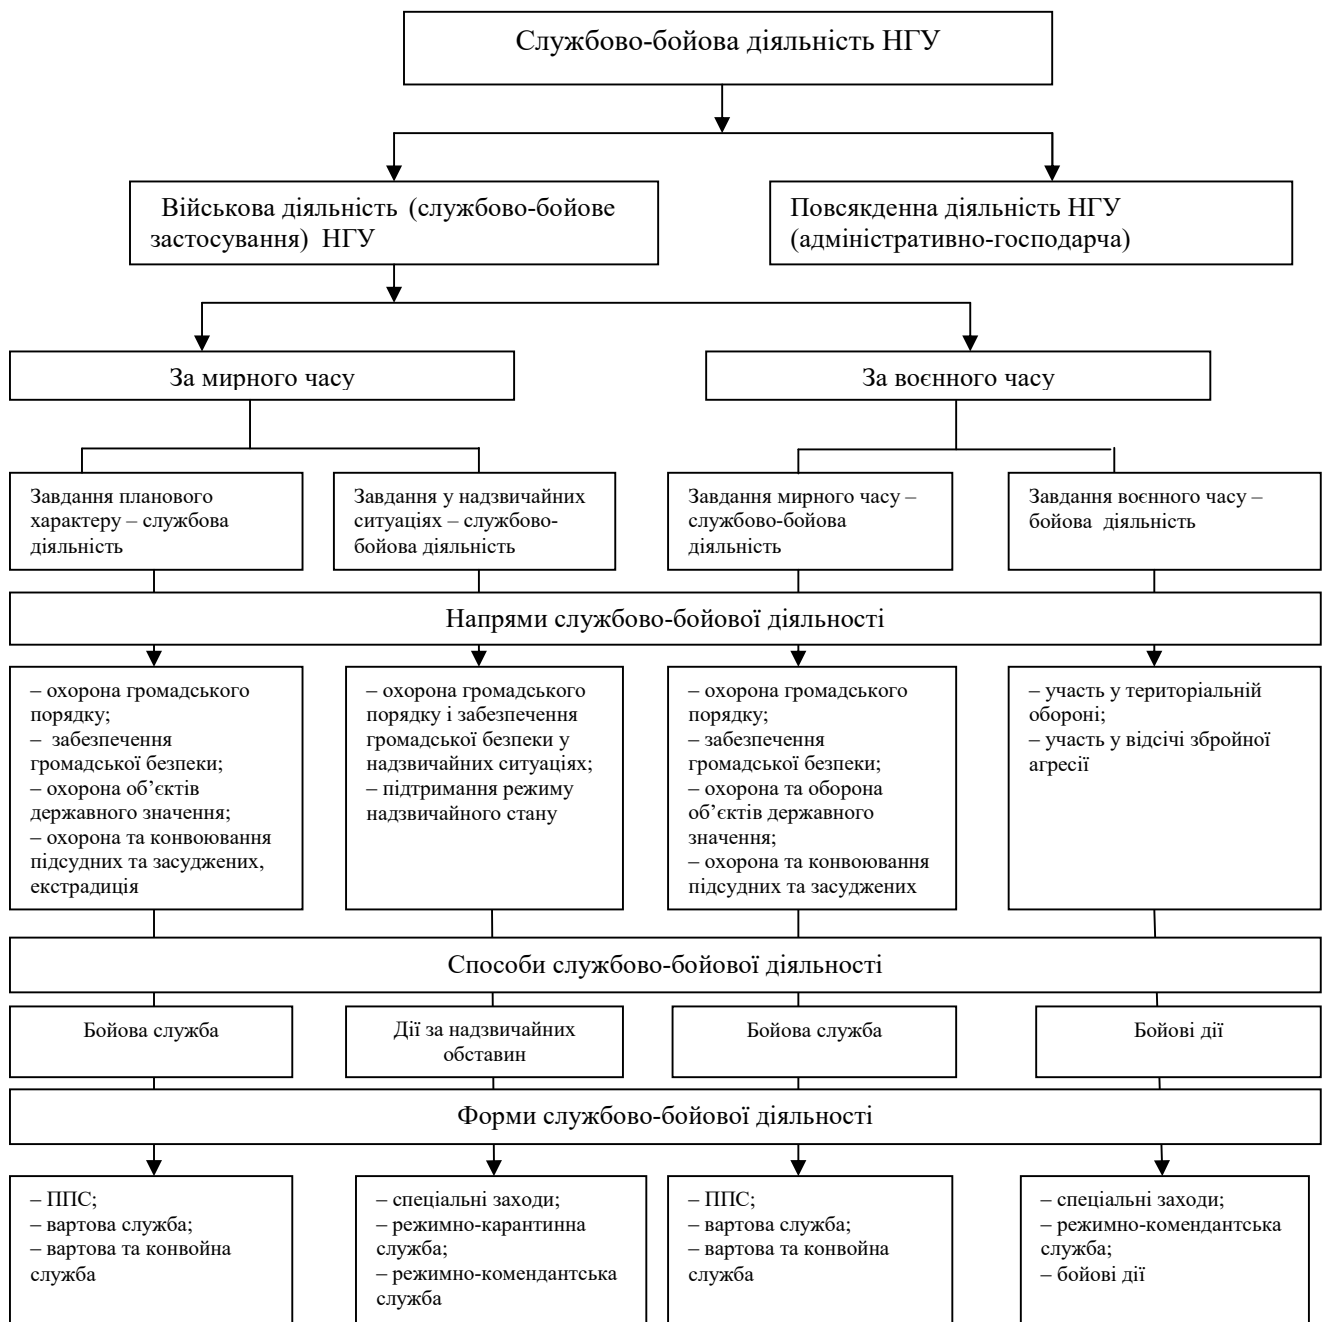 Службово-бойова діяльність НГУ
Військова діяльність (службово-бойове
застосування) НГУ
Повсякденна діяльність НГУ
(адміністративно-господарча)
За мирного часу
За воєнного часу
Завдання планового
характеру – службова
діяльність
Завдання у надзвичайних
ситуаціях – службово-
бойова діяльність
Завдання мирного часу –
службово-бойова
діяльність
Завдання воєнного часу –
бойова діяльність
Напрями службово-бойової діяльності
– охорона громадського
порядку;
– забезпечення
громадської безпеки;
– охорона об’єктів
державного значення;
– охорона та конвоювання
підсудних та засуджених,
екстрадиція
– охорона громадського
порядку і забезпечення
громадської безпеки у
надзвичайних ситуаціях;
– підтримання режиму
надзвичайного стану
– охорона громадського
порядку;
– забезпечення
громадської безпеки;
– охорона та оборона
об’єктів державного
значення;
– охорона та конвоювання
підсудних та засуджених
– участь у територіальній
обороні;
– участь у відсічі збройної
агресії
Способи службово-бойової діяльності
Бойова служба
Дії за надзвичайних
обставин
Бойова служба
Бойові дії
Форми службово-бойової діяльності
– ППС;
– вартова служба;
– вартова та конвойна
служба
– спеціальні заходи;
– режимно-карантинна
служба;
– режимно-комендантська
служба
– ППС;
– вартова служба;
– вартова та конвойна
служба
– спеціальні заходи;
– режимно-комендантська
служба;
– бойові дії